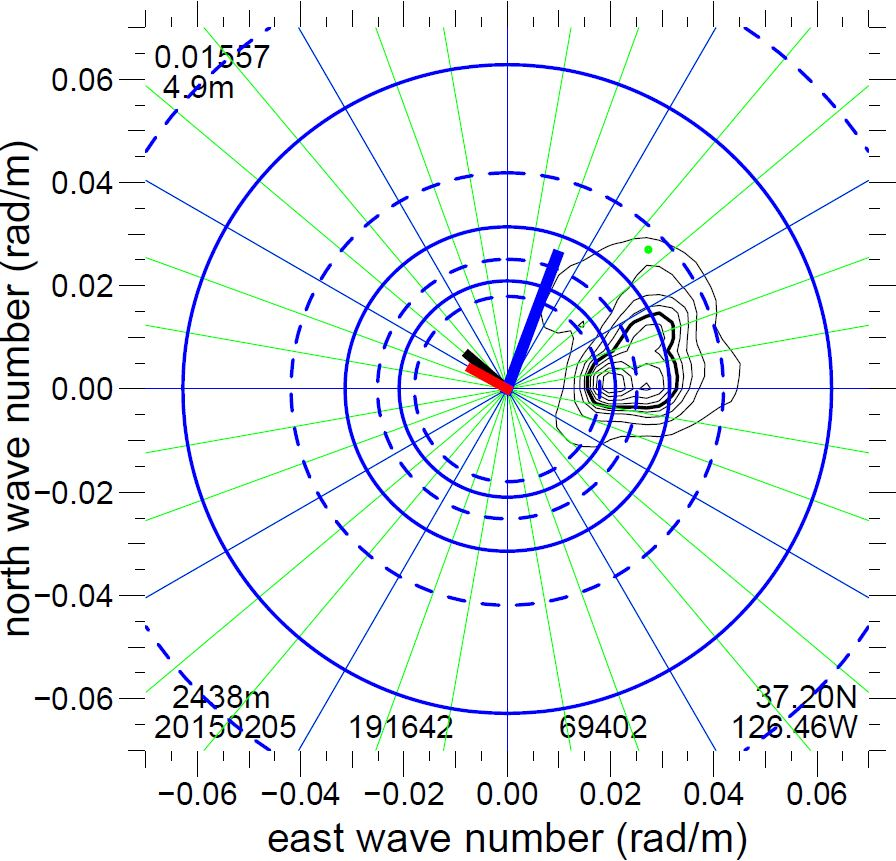 0.01557
4.9m
0.06
0.04
0.02
0.00
−0.02
−0.04
−0.06
north wave number (rad/m)
2438m
37.20N
20150205 191642 69402 126.46W
−0.06 −0.04 −0.02 0.00 0.02 0.04 0.06
east wave number (rad/m)